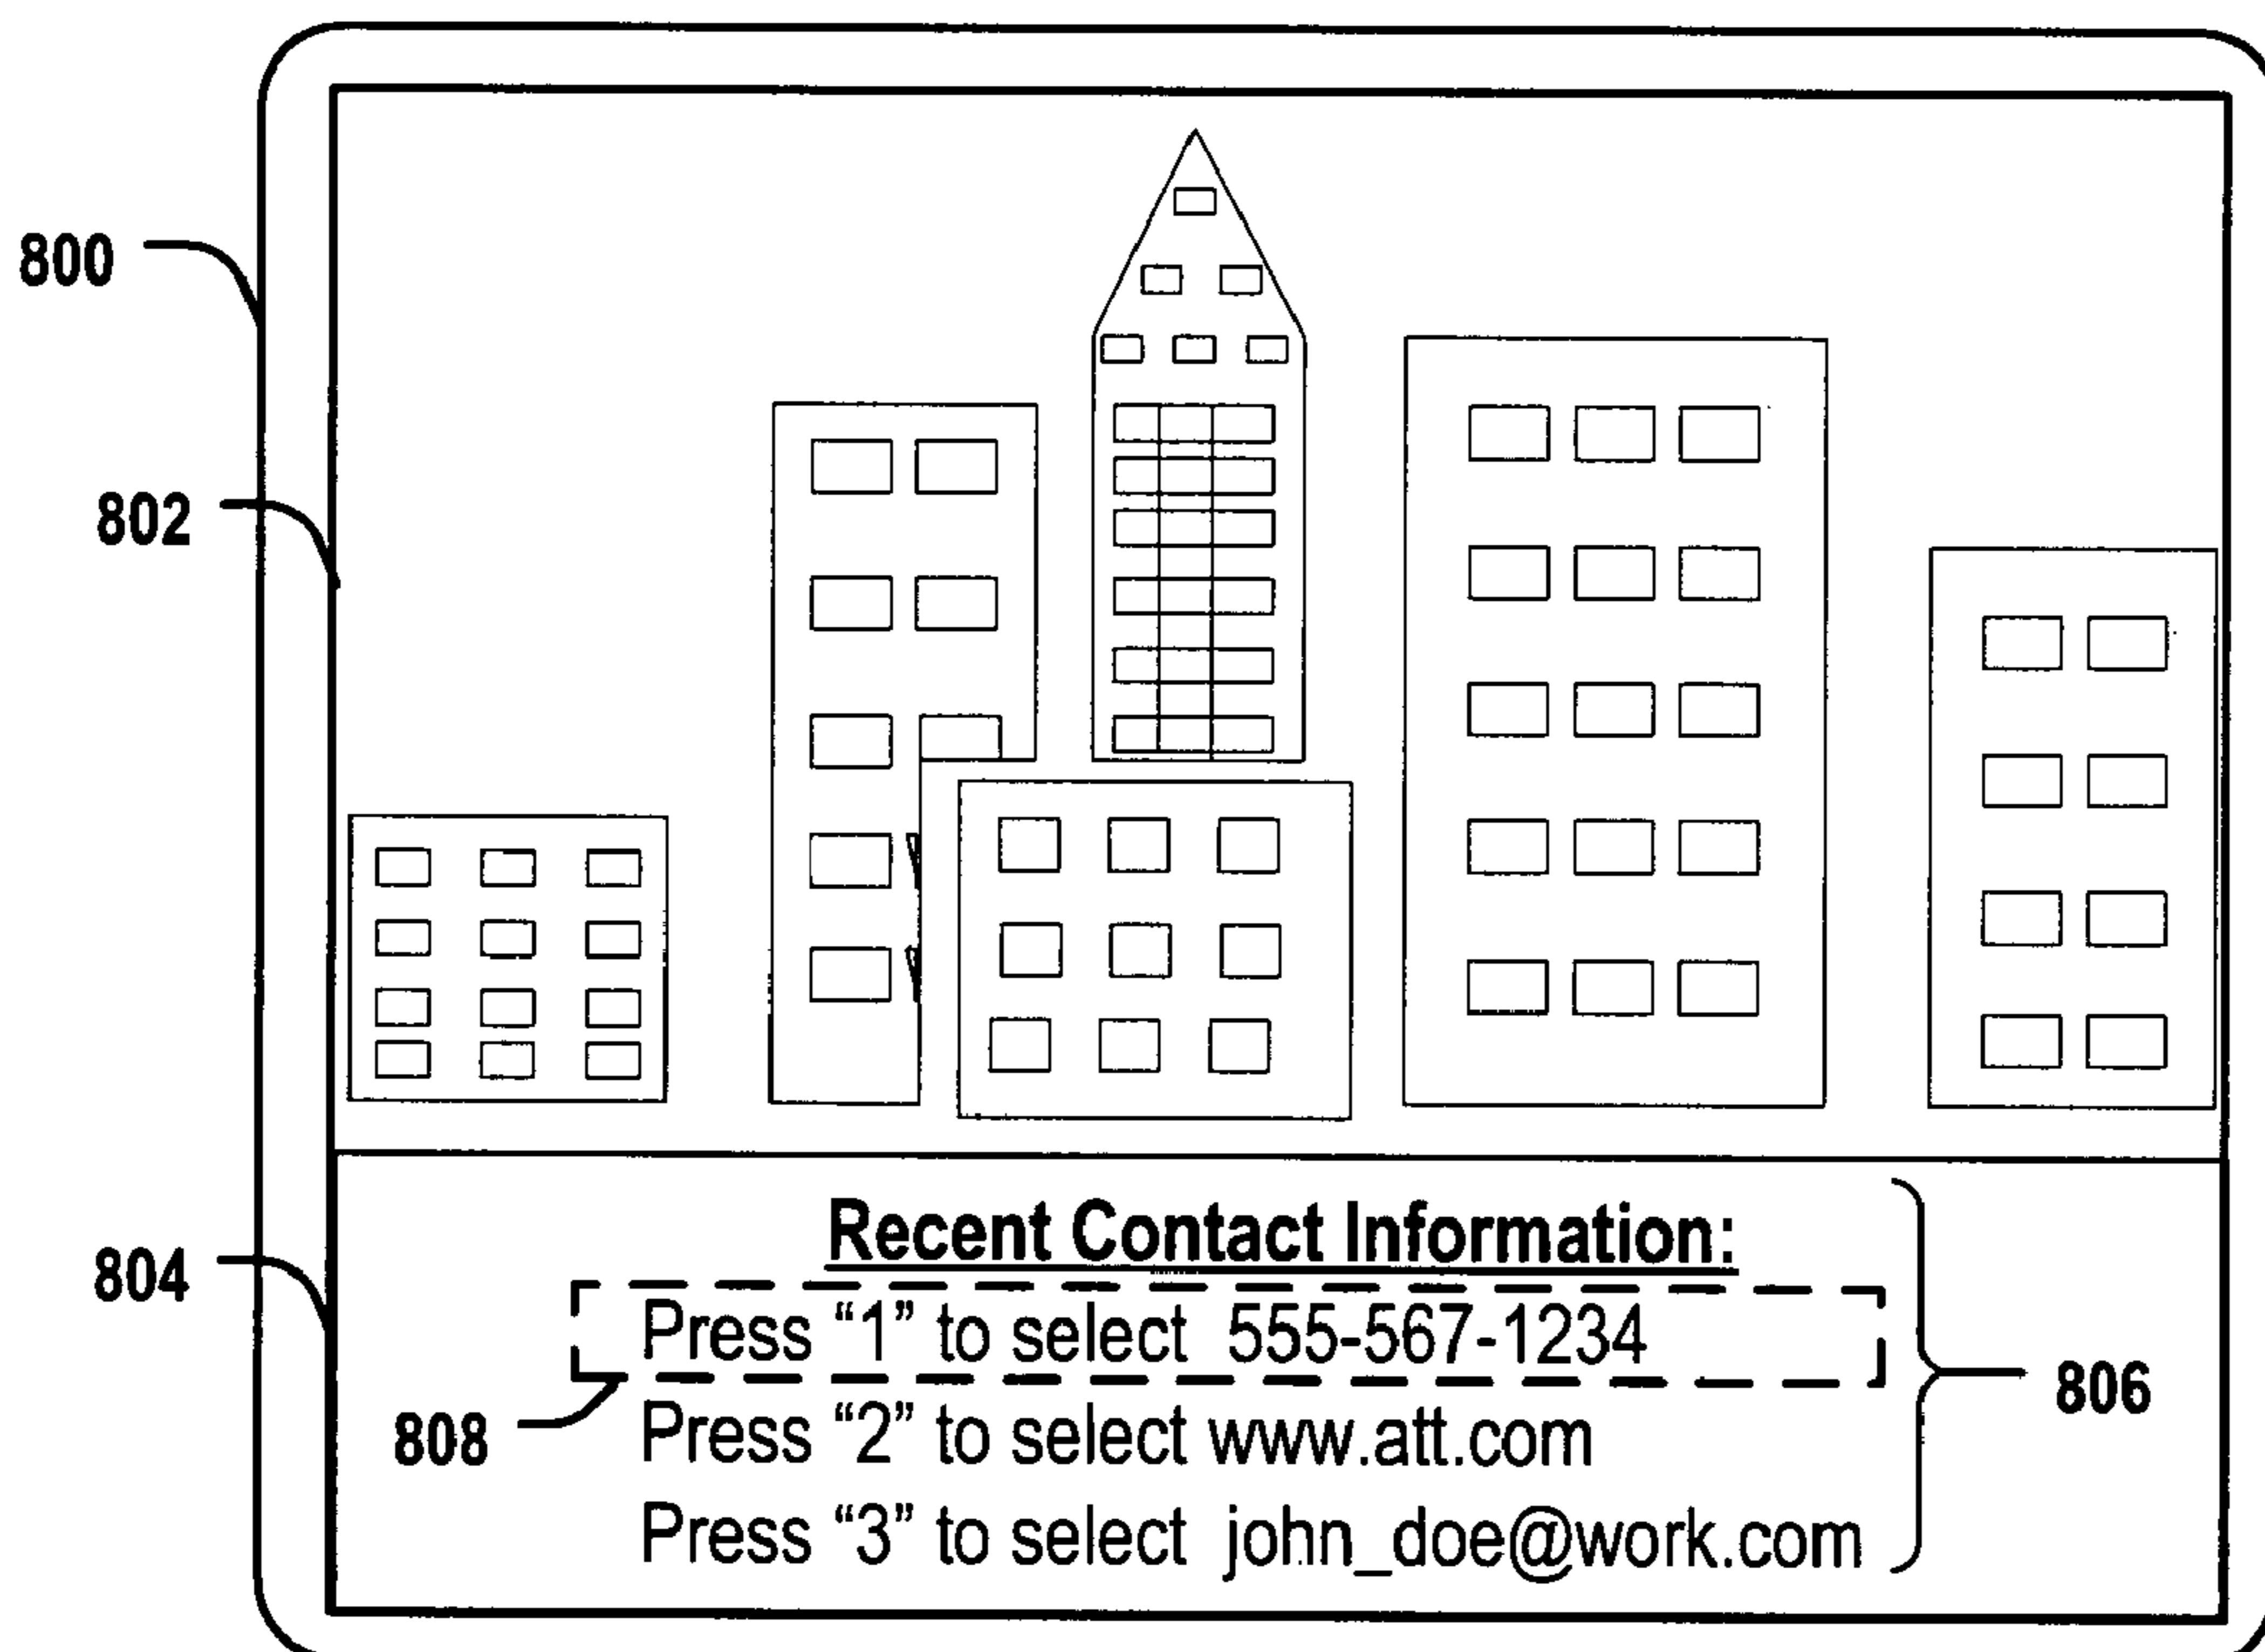 800
802
804
Recent Contact Information:
Press “1” to select 555-567-1234
806
808
Press “2” to select www.att.com
Press “3” to select john_doe@work.com